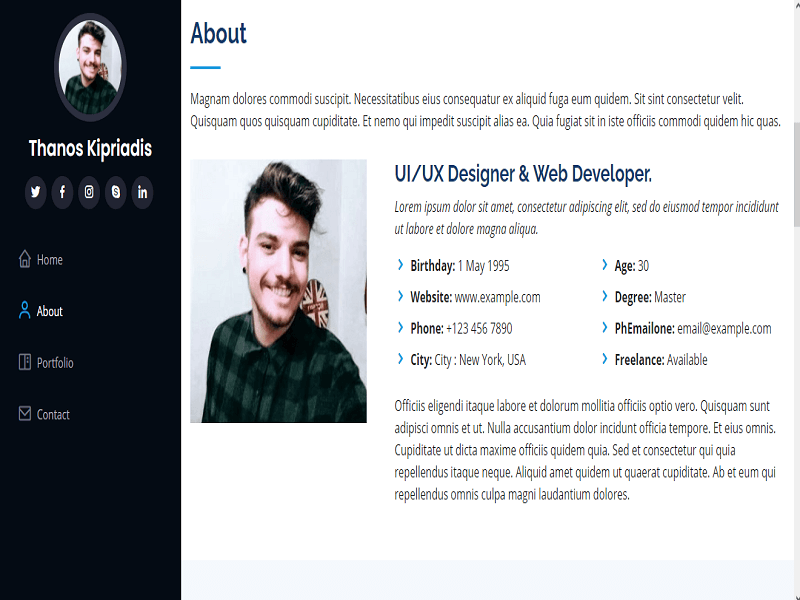 Thanos Kipriadis
Home
About
Portfolio
Contact
About
Magnam dolores commodi suscipit. Necessitatibus eius consequatur ex aliquid fuga eum quidem. Sit sint consectetur velit.
Quisquam quos quisquam cupiditate. Et nemo qui impedit suscipit alias ea. Quia fugiat sit in iste officiis commodi quidem hic quas.
UI/UX Designer & Web Developer.
Lorem ipsum dolor sit amet, consectetur adipiscing elit, sed do eiusmod tempor incididunt
ut labore et dolore magna aliqua.
Birthday: 1 May 1995
Website: www.example.com
Phone: +123 456 7890
City: City : New York, USA
Age: 30
Degree: Master
PhEmailone: email@example.com
Freelance: Available
Officiis eligendi itaque labore et dolorum mollitia officiis optio vero. Quisquam sunt
adipisci omnis et ut. Nulla accusantium dolor incidunt officia tempore. Et eius omnis.
Cupiditate ut dicta maxime officiis quidem quia. Sed et consectetur qui quia
repellendus itaque neque. Aliquid amet quidem ut quaerat cupiditate. Ab et eum qui
repellendus omnis culpa magni laudantium dolores.